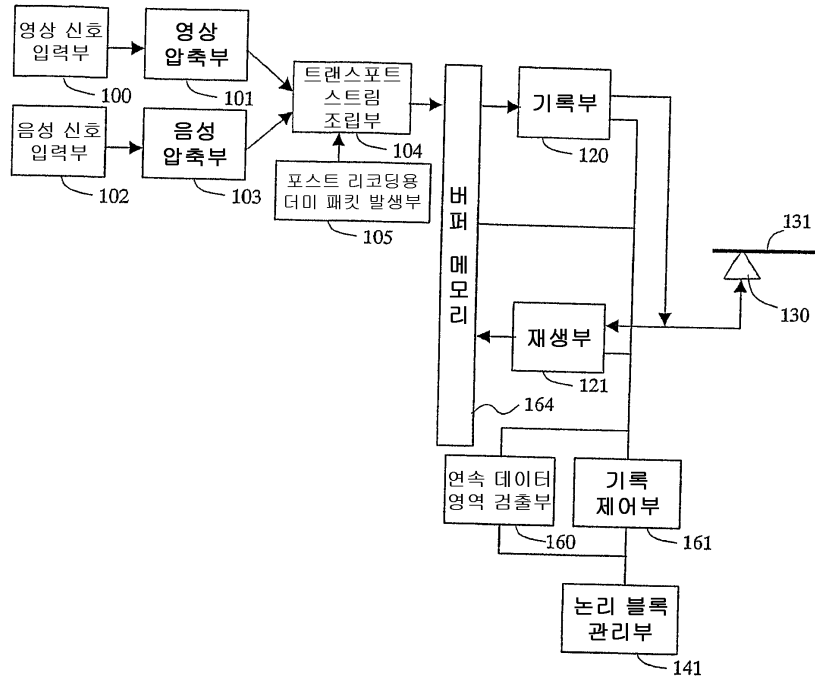 영상 신호
입력부
100
영상
압축부
101
음성 신호
입력부
102
음성
압축부
103
트랜스포트
스트림
조립부
104
포스트 리코딩용
더미 패킷 발생부
105
버퍼 메모리
164
기록부
120
재생부
121
131
130
연속 데이터
영역 검출부
160
기록
제어부
161
논리 블록
관리부
141